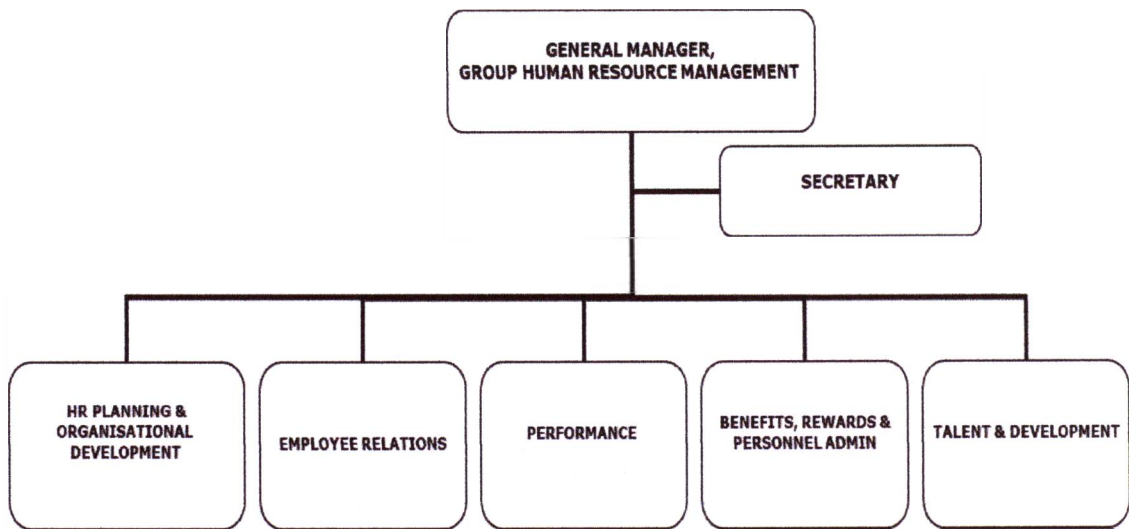 GENERAL MANAGER,
GROUP HUMAN RESOURCE MANAGEMENT
SECRETARY
HR PLANNING &
ORGANISATIONAL
DEVELOPMENT
EMPLOYEE RELATIONS
PERFORMANCE
BENEFITS, REWARDS &
PERSONNEL ADMIN
TALENT & DEVELOPMENT